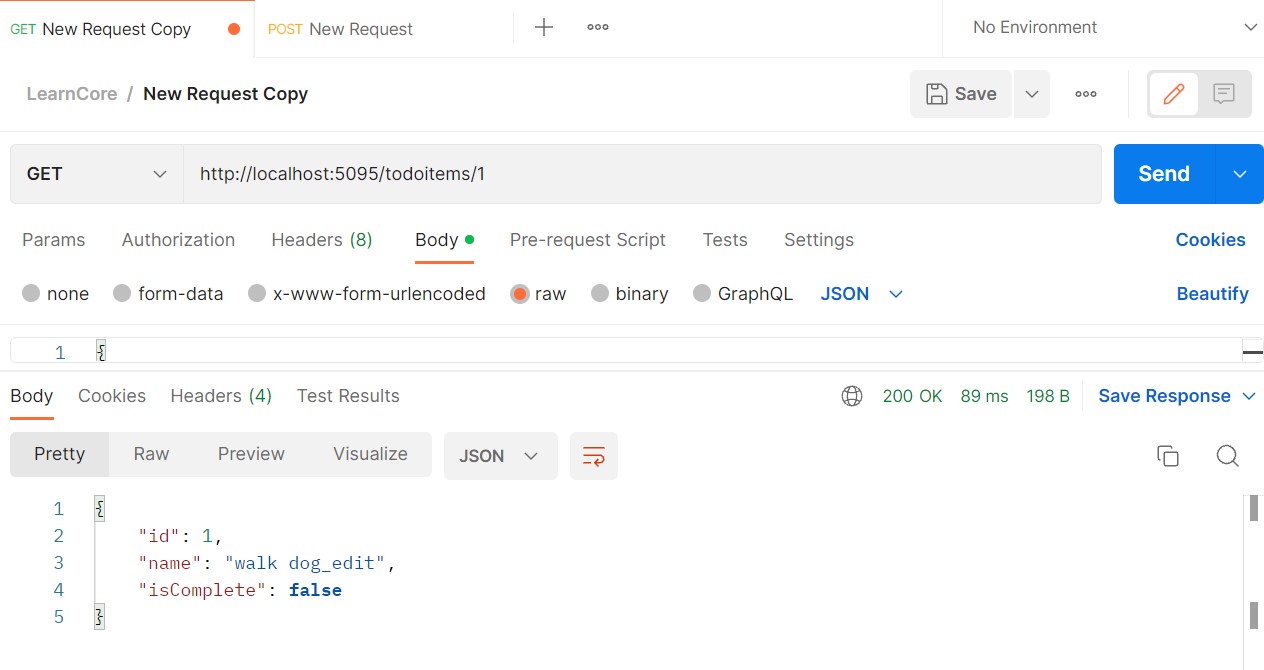 GET New Request Copy POST New Request No Environment
LearnCore / New Request Copy Save
GET http://localhost:5095/todoitems/1 Send
Params Authorization Headers (8) Body Pre-request Script Tests Settings Cookies
none form-data x-www-form-urlencoded raw binary GraphQL JSON Beautify
1 {
Body Cookies Headers (4) Test Results 200 OK 89 ms 198 B Save Response
Pretty Raw Preview Visualize JSON
1 {
2 "id": 1,
3 "name": "walk dog_edit",
4 "isComplete": false
5 }